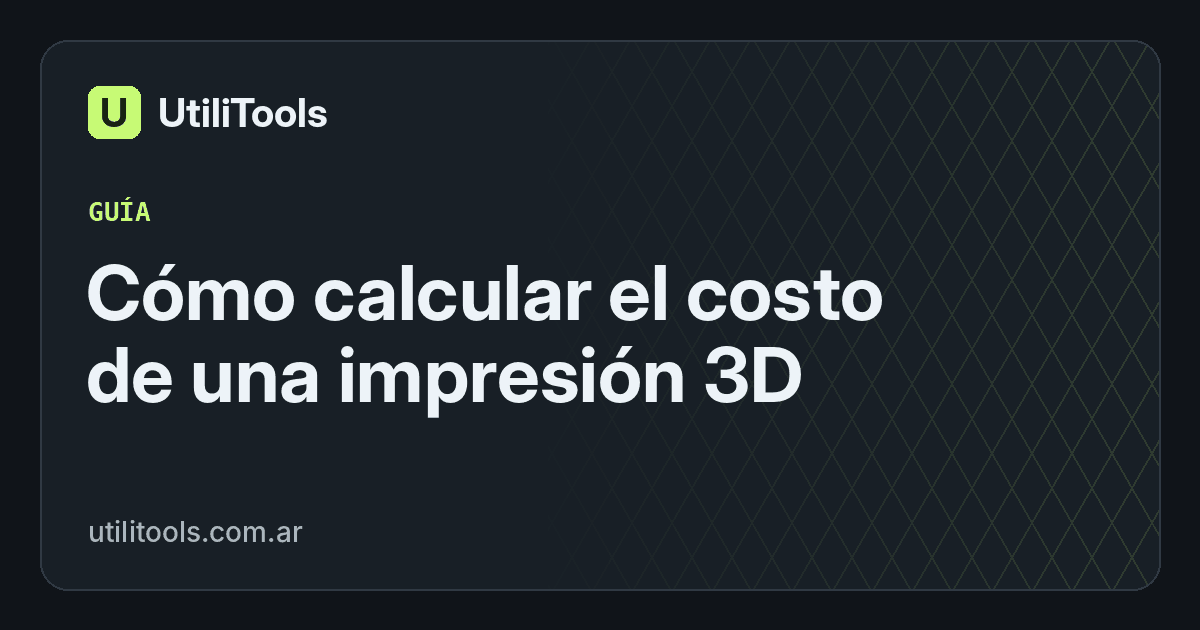 U UtiliTools
GUÍA
Cómo calcular el costo
de una impresión 3D
utilitools.com.ar